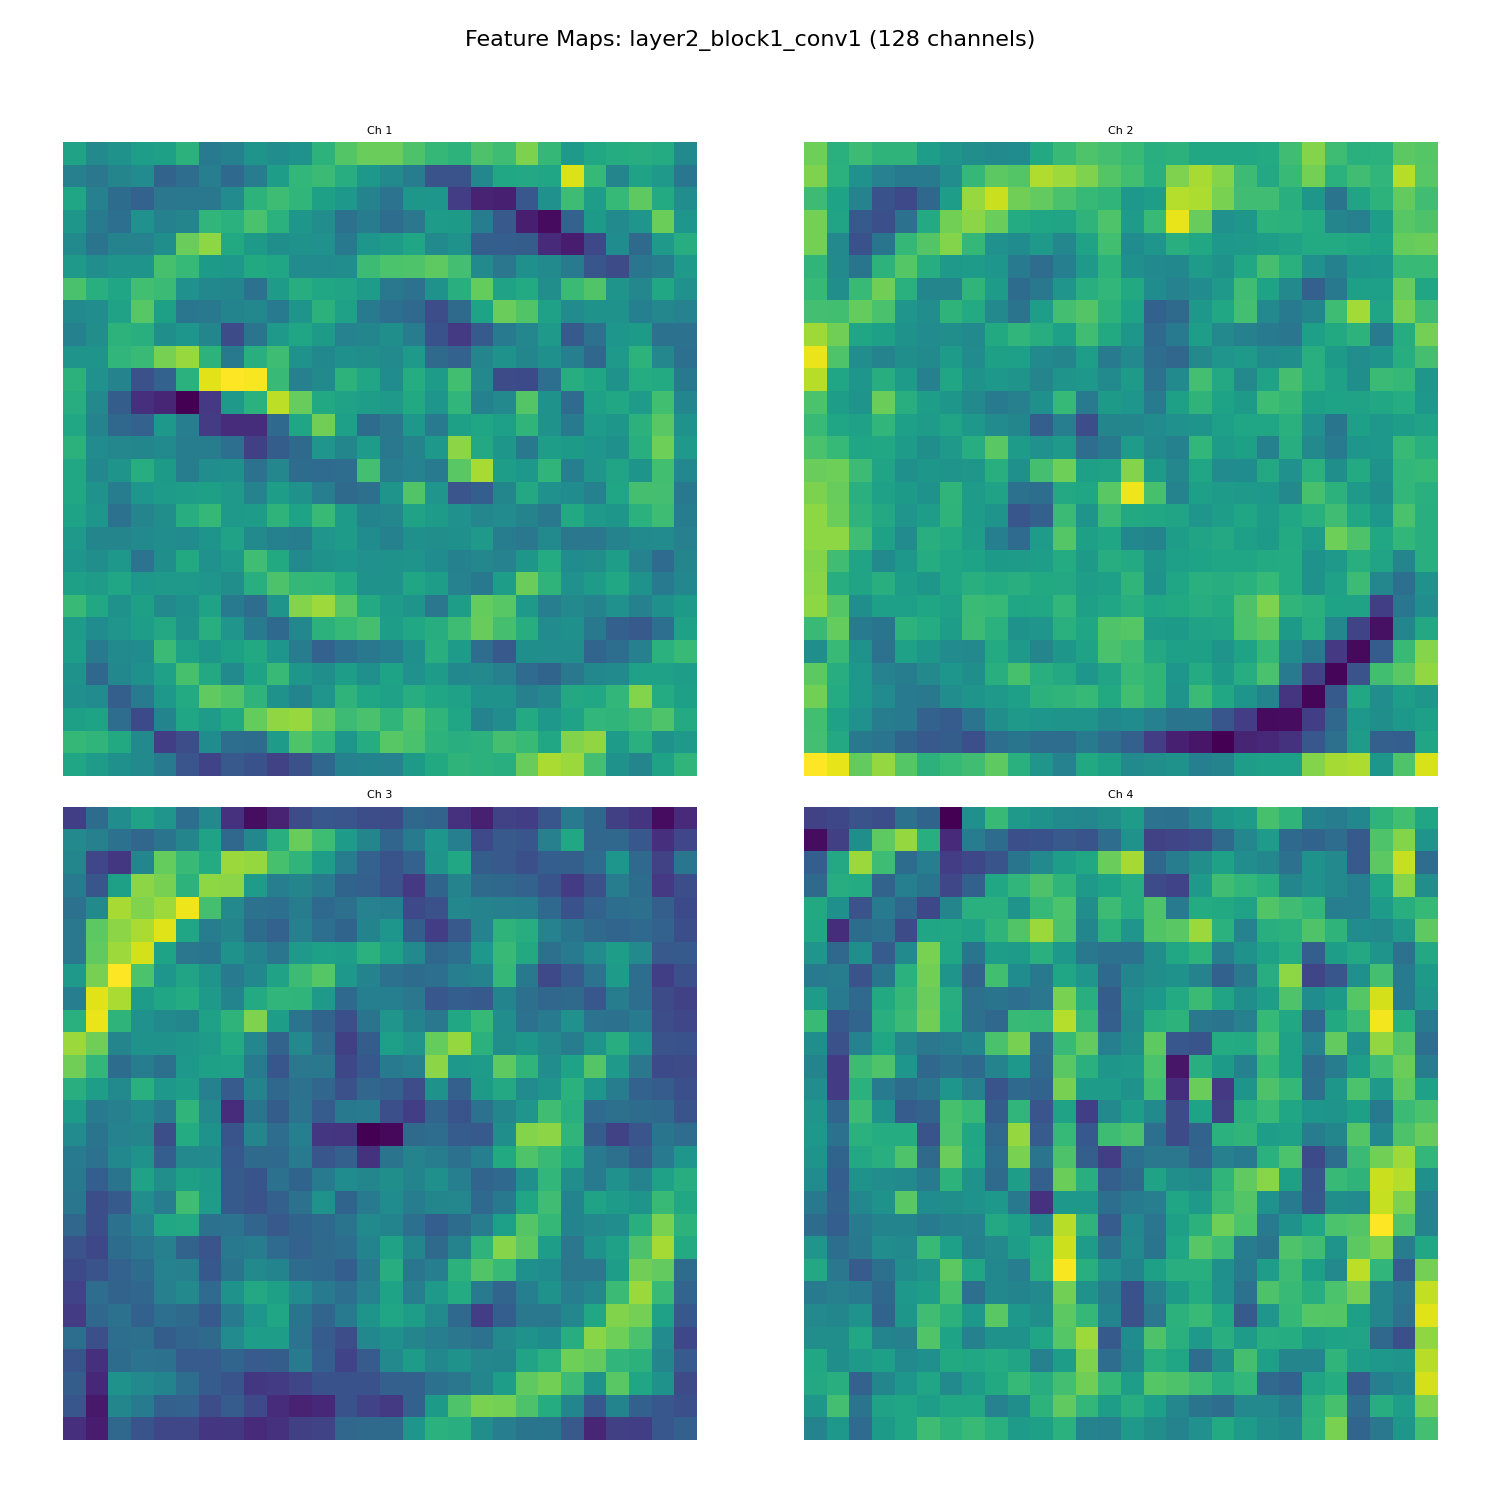 Feature Maps: layer2_block1_conv1 (128 channels)
Ch 1
Ch 2
Ch 3
Ch 4